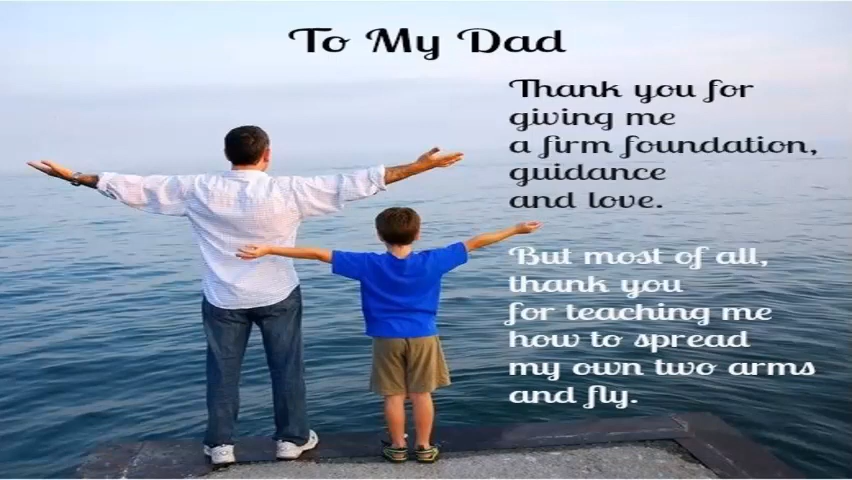 To My Dad
Thank you for
giving me
a firm foundation,
guidance
and love.
But most of all,
thank you
for teaching me
how to spread
my own two arms
and fly.